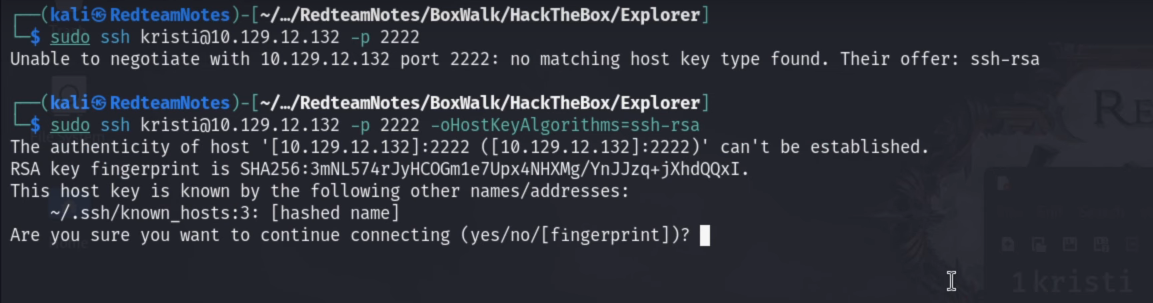 ┌──(kali㉿RedteamNotes)-[~/…/RedteamNotes/BoxWalk/HackTheBox/Explorer]
└─$ sudo ssh kristi@10.129.12.132 -p 2222
Unable to negotiate with 10.129.12.132 port 2222: no matching host key type found. Their offer: ssh-rsa
┌──(kali㉿RedteamNotes)-[~/…/RedteamNotes/BoxWalk/HackTheBox/Explorer]
└─$ sudo ssh kristi@10.129.12.132 -p 2222 -oHostKeyAlgorithms=ssh-rsa
The authenticity of host '[10.129.12.132]:2222 ([10.129.12.132]:2222)' can't be established.
RSA key fingerprint is SHA256:3mNL574rJyHCOGm1e7Upx4NHXMg/YnJJzq+jXhdQQxI.
This host key is known by the following other names/addresses:
    ~/.ssh/known_hosts:3: [hashed name]
Are you sure you want to continue connecting (yes/no/[fingerprint])?
1kristi